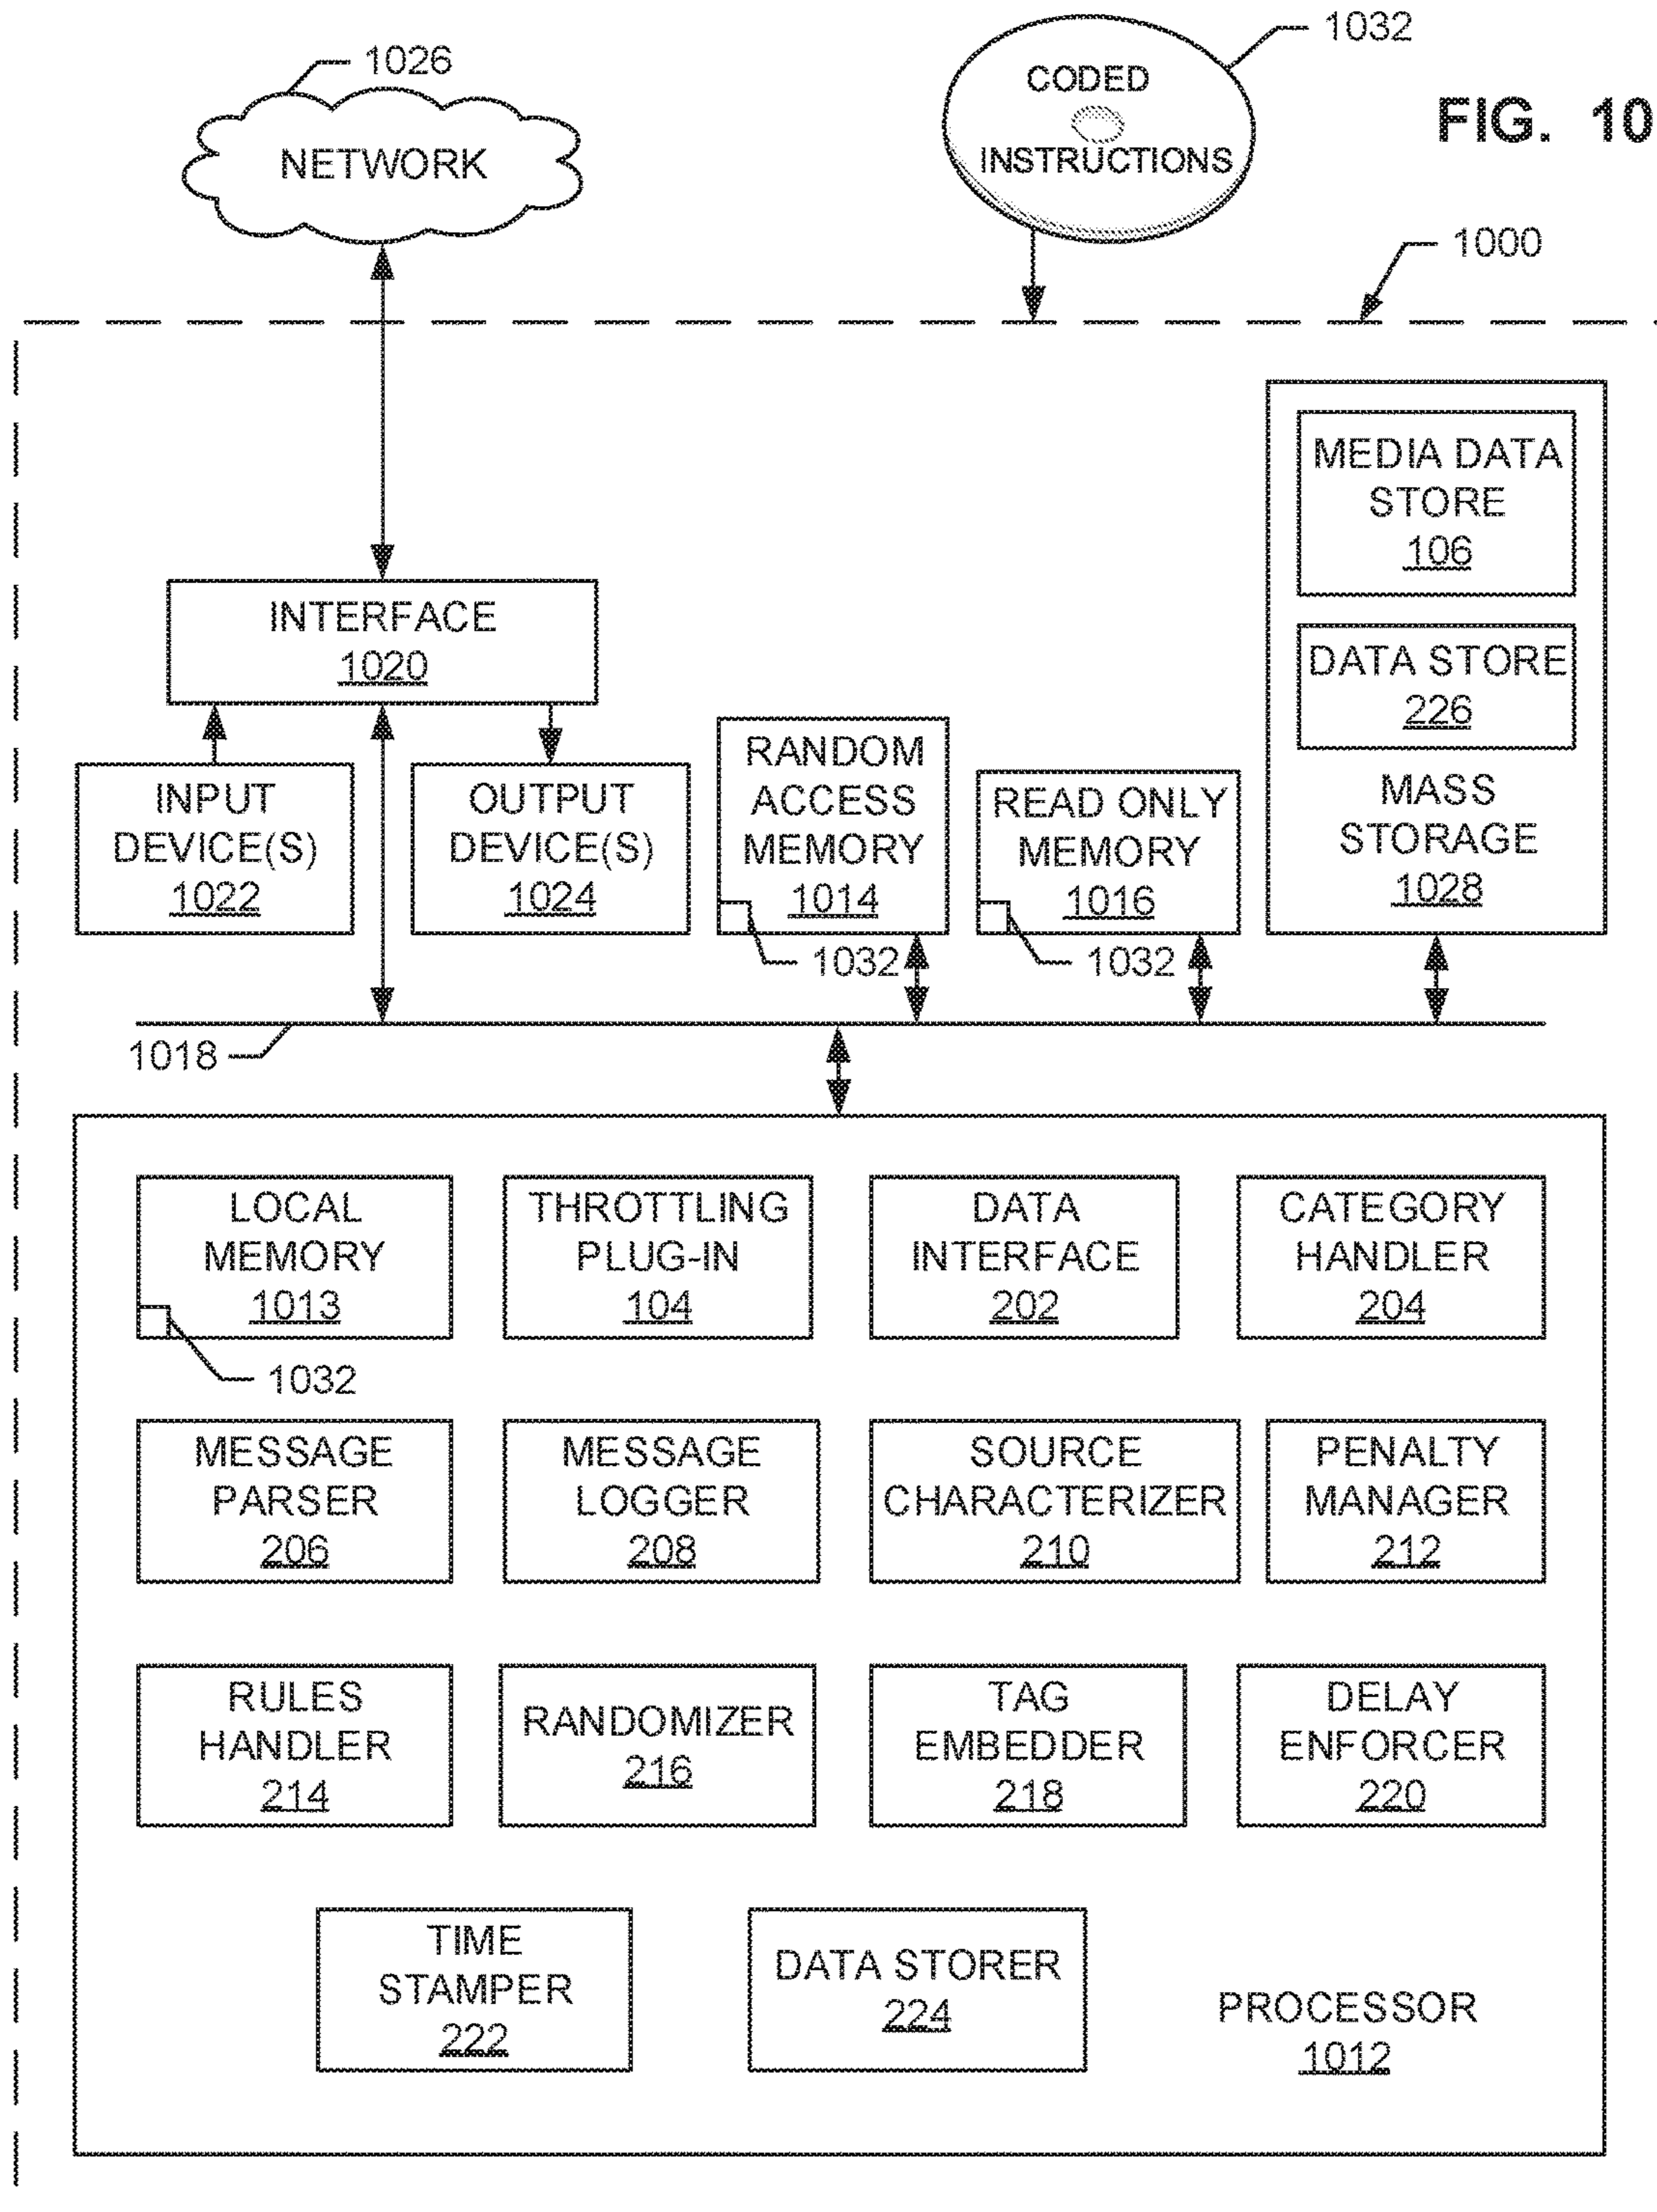 1026
NETWORK
1032
CODED
INSTRUCTIONS
FIG. 10
1000
MEDIA DATA
STORE
106
DATA STORE
226
MASS
STORAGE
1028
INTERFACE
1020
INPUT
DEVICE(S)
1022
OUTPUT
DEVICE(S)
1024
RANDOM
ACCESS
MEMORY
1014
1032
READ ONLY
MEMORY
1016
1032
1018
LOCAL
MEMORY
1013
1032
THROTTLING
PLUG-IN
104
DATA
INTERFACE
202
CATEGORY
HANDLER
204
MESSAGE
PARSER
206
MESSAGE
LOGGER
208
SOURCE
CHARACTERIZER
210
PENALTY
MANAGER
212
RULES
HANDLER
214
RANDOMIZER
216
TAG
EMBEDDER
218
DELAY
ENFORCER
220
TIME
STAMPER
222
DATA STORER
224
PROCESSOR
1012